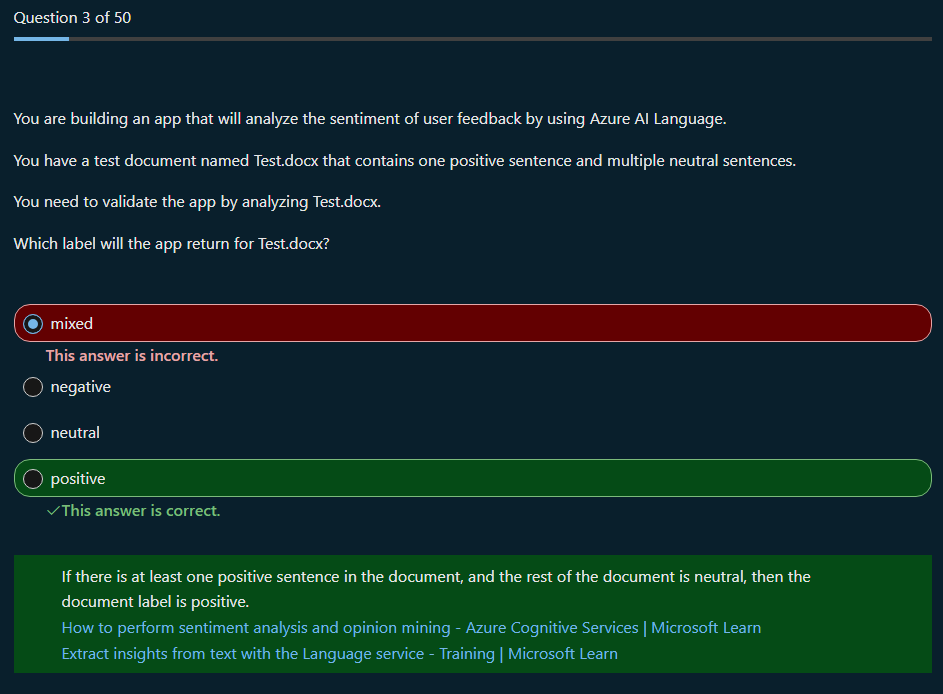 Question 3 of 50
You are building an app that will analyze the sentiment of user feedback by using Azure AI Language.
You have a test document named Test.docx that contains one positive sentence and multiple neutral sentences.
You need to validate the app by analyzing Test.docx.
Which label will the app return for Test.docx?
mixed
This answer is incorrect.
negative
neutral
positive
This answer is correct.
If there is at least one positive sentence in the document, and the rest of the document is neutral, then the
document label is positive.
How to perform sentiment analysis and opinion mining - Azure Cognitive Services | Microsoft Learn
Extract insights from text with the Language service - Training | Microsoft Learn